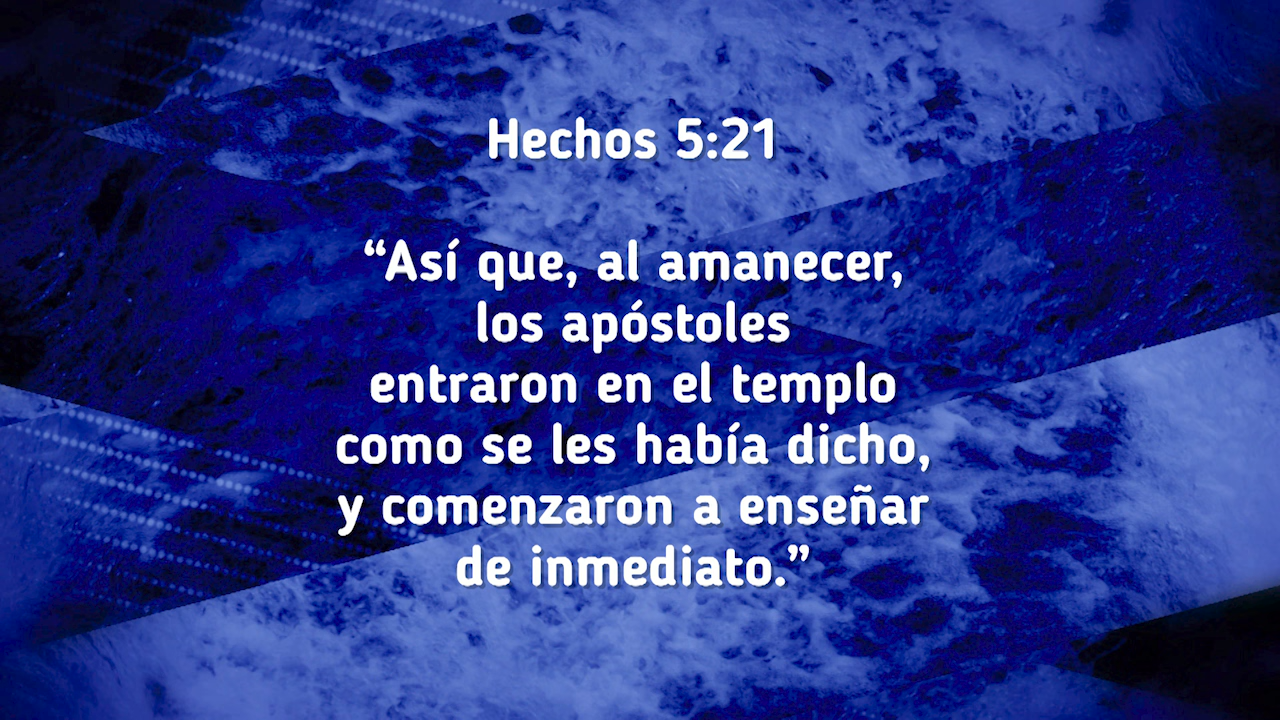 Hechos 5:21
“Así que, al amanecer,
los apóstoles
entraron en el templo
como se les había dicho,
y comenzaron a enseñar
de inmediato.”